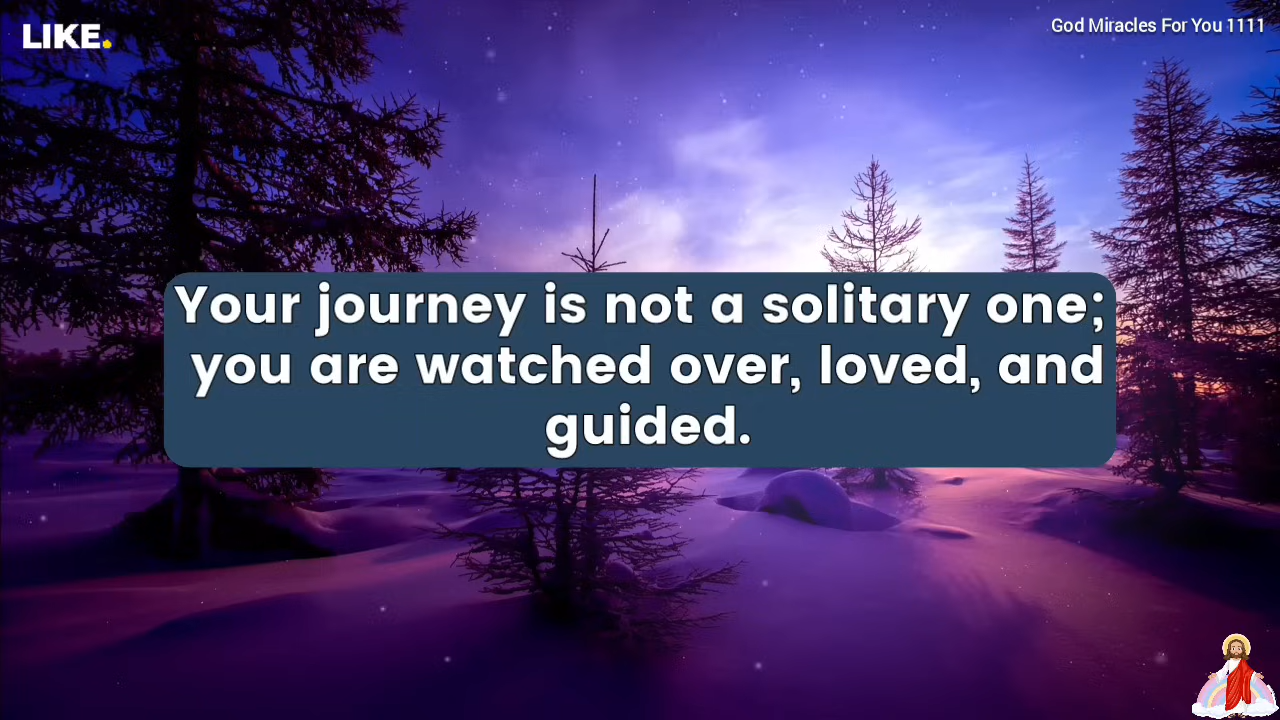 LIKE.
God Miracles For You 1111
Your journey is not a solitary one;
you are watched over, loved, and
guided.